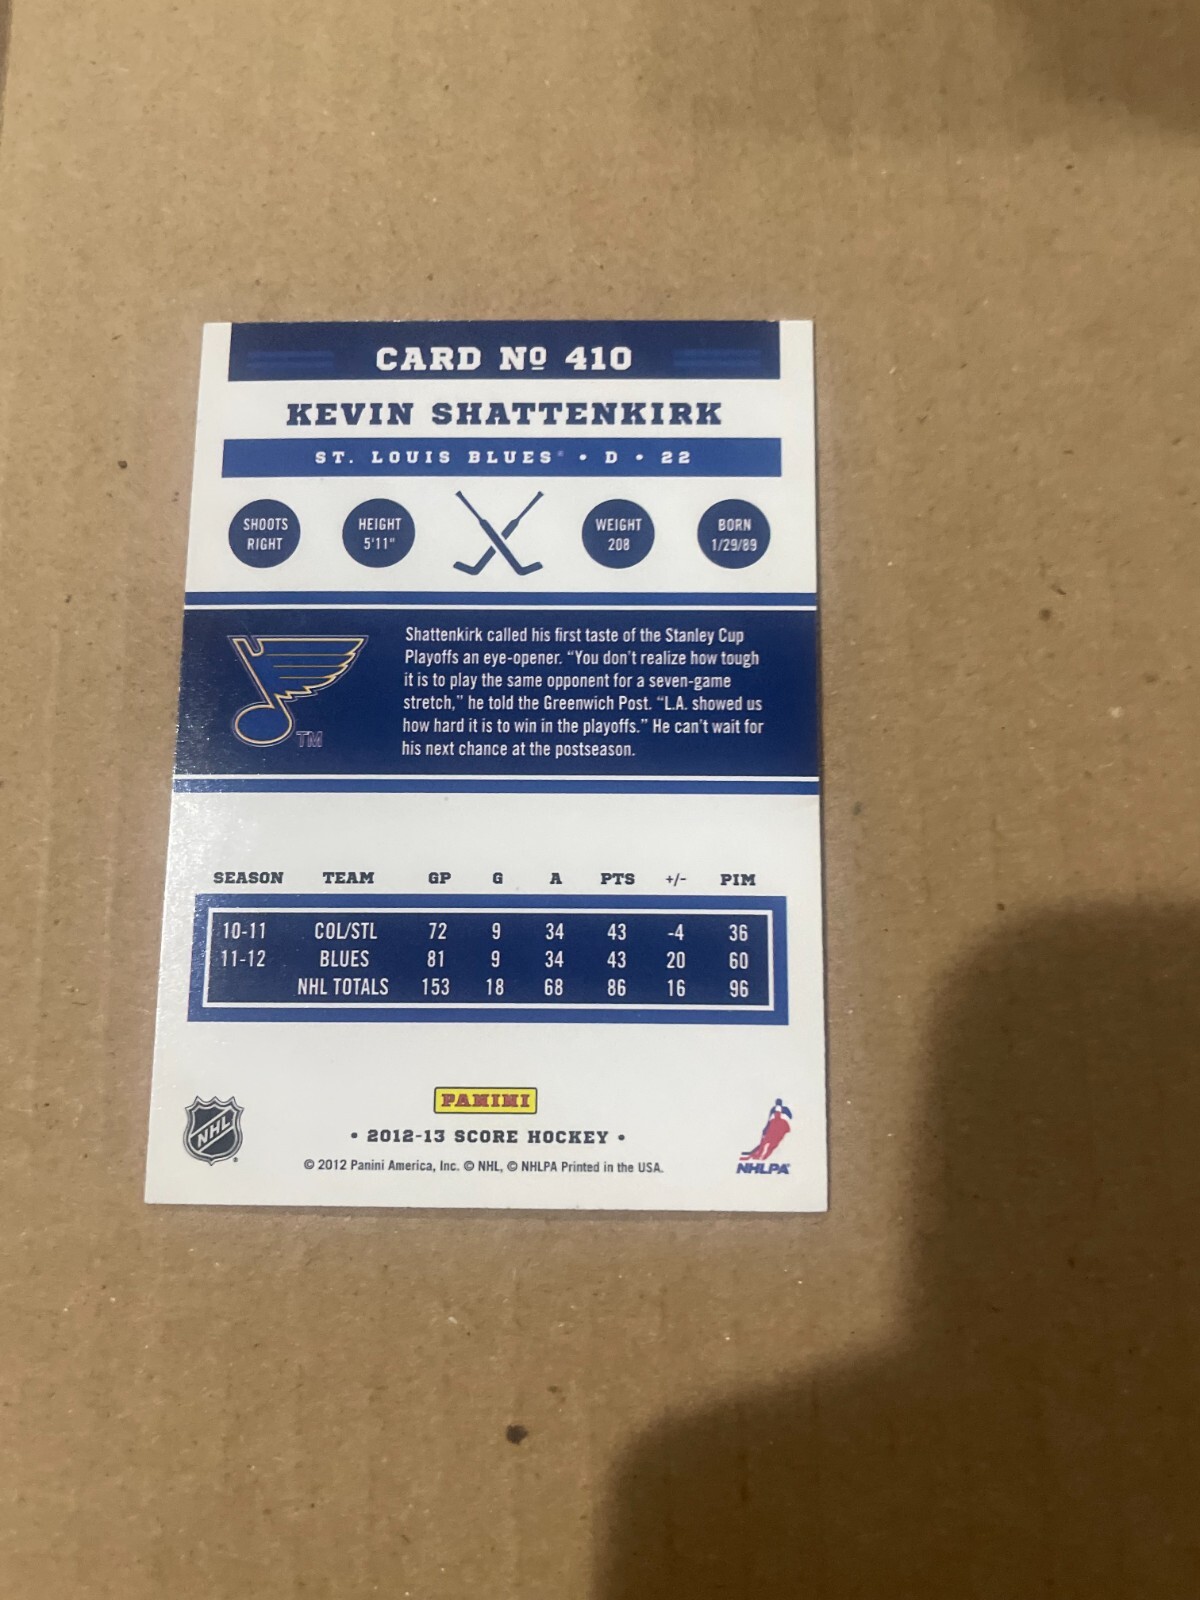 CARD Nº 410
KEVIN SHATTENKIRK
ST. LOUIS BLUES® • D • 22
SHOOTS RIGHT
HEIGHT 5'11"
WEIGHT 208
BORN 1/29/89
Shattenkirk called his first taste of the Stanley Cup
Playoffs an eye-opener. "You don't realize how tough
it is to play the same opponent for a seven-game
stretch," he told the Greenwich Post. "L.A. showed us
how hard it is to win in the playoffs." He can't wait for
his next chance at the postseason.
TM
SEASON TEAM GP G A PTS +/- PIM
10-11 COL/STL 72 9 34 43 -4 36
11-12 BLUES 81 9 34 43 20 60
NHL TOTALS 153 18 68 86 16 96
PANINI
• 2012-13 SCORE HOCKEY •
© 2012 Panini America, Inc. © NHL, © NHLPA Printed in the USA.
NHL
NHLPA